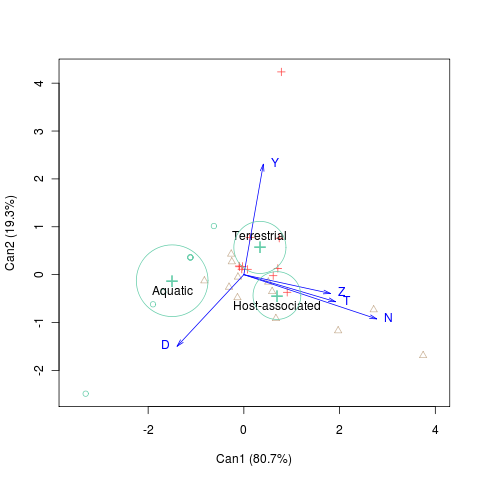 4
Y
3
2
1
Terrestrial
0
Aquatic
Z
T
Host-associated
N
-1
D
-2
-2
0
2
4
Can1 (80.7%)
Can2 (19.3%)